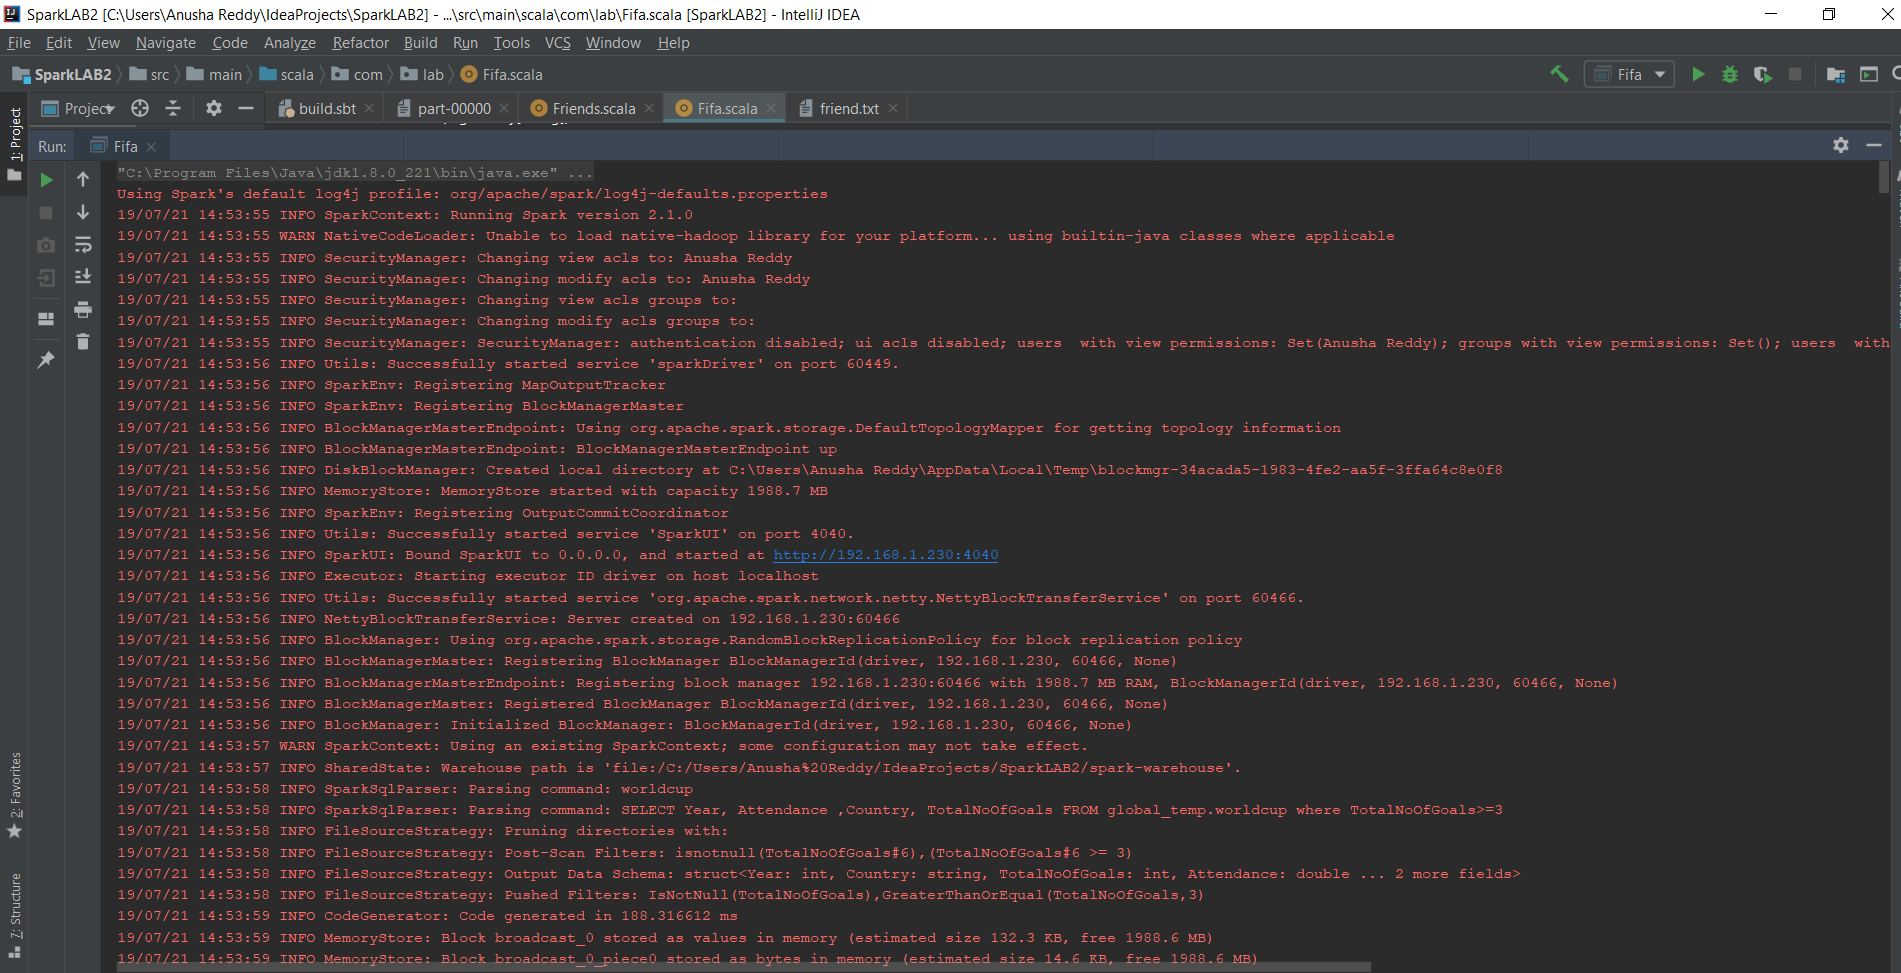 SparkLAB2 [C:\Users\Anusha Reddy\IdeaProjects\SparkLAB2] - ...\src\main\scala\com\lab\Fifa.scala [SparkLAB2] - IntelliJ IDEA
File Edit View Navigate Code Analyze Refactor Build Run Tools VCS Window Help
SparkLAB2 src main scala com lab Fifa.scala Fifa
1: Project
Project build.sbt part-00000 Friends.scala Fifa.scala friend.txt
Run: Fifa
"C:\Program Files\Java\jdk1.8.0_221\bin\java.exe" ...
Using Spark's default log4j profile: org/apache/spark/log4j-defaults.properties
19/07/21 14:53:55 INFO SparkContext: Running Spark version 2.1.0
19/07/21 14:53:55 WARN NativeCodeLoader: Unable to load native-hadoop library for your platform... using builtin-java classes where applicable
19/07/21 14:53:55 INFO SecurityManager: Changing view acls to: Anusha Reddy
19/07/21 14:53:55 INFO SecurityManager: Changing modify acls to: Anusha Reddy
19/07/21 14:53:55 INFO SecurityManager: Changing view acls groups to:
19/07/21 14:53:55 INFO SecurityManager: Changing modify acls groups to:
19/07/21 14:53:55 INFO SecurityManager: SecurityManager: authentication disabled; ui acls disabled; users  with view permissions: Set(Anusha Reddy); groups with view permissions: Set(); users  with
19/07/21 14:53:56 INFO Utils: Successfully started service 'sparkDriver' on port 60449.
19/07/21 14:53:56 INFO SparkEnv: Registering MapOutputTracker
19/07/21 14:53:56 INFO SparkEnv: Registering BlockManagerMaster
19/07/21 14:53:56 INFO BlockManagerMasterEndpoint: Using org.apache.spark.storage.DefaultTopologyMapper for getting topology information
19/07/21 14:53:56 INFO BlockManagerMasterEndpoint: BlockManagerMasterEndpoint up
19/07/21 14:53:56 INFO DiskBlockManager: Created local directory at C:\Users\Anusha Reddy\AppData\Local\Temp\blockmgr-34acada5-1983-4fe2-aa5f-3ffa64c8e0f8
19/07/21 14:53:56 INFO MemoryStore: MemoryStore started with capacity 1988.7 MB
19/07/21 14:53:56 INFO SparkEnv: Registering OutputCommitCoordinator
19/07/21 14:53:56 INFO Utils: Successfully started service 'SparkUI' on port 4040.
19/07/21 14:53:56 INFO SparkUI: Bound SparkUI to 0.0.0.0, and started at http://192.168.1.230:4040
19/07/21 14:53:56 INFO Executor: Starting executor ID driver on host localhost
19/07/21 14:53:56 INFO Utils: Successfully started service 'org.apache.spark.network.netty.NettyBlockTransferService' on port 60466.
19/07/21 14:53:56 INFO NettyBlockTransferService: Server created on 192.168.1.230:60466
19/07/21 14:53:56 INFO BlockManager: Using org.apache.spark.storage.RandomBlockReplicationPolicy for block replication policy
19/07/21 14:53:56 INFO BlockManagerMaster: Registering BlockManager BlockManagerId(driver, 192.168.1.230, 60466, None)
19/07/21 14:53:56 INFO BlockManagerMasterEndpoint: Registering block manager 192.168.1.230:60466 with 1988.7 MB RAM, BlockManagerId(driver, 192.168.1.230, 60466, None)
19/07/21 14:53:56 INFO BlockManagerMaster: Registered BlockManager BlockManagerId(driver, 192.168.1.230, 60466, None)
19/07/21 14:53:56 INFO BlockManager: Initialized BlockManager: BlockManagerId(driver, 192.168.1.230, 60466, None)
19/07/21 14:53:57 WARN SparkContext: Using an existing SparkContext; some configuration may not take effect.
19/07/21 14:53:57 INFO SharedState: Warehouse path is 'file:/C:/Users/Anusha%20Reddy/IdeaProjects/SparkLAB2/spark-warehouse'.
19/07/21 14:53:58 INFO SparkSqlParser: Parsing command: worldcup
19/07/21 14:53:58 INFO SparkSqlParser: Parsing command: SELECT Year, Attendance ,Country, TotalNoOfGoals FROM global_temp.worldcup where TotalNoOfGoals>=3
19/07/21 14:53:58 INFO FileSourceStrategy: Pruning directories with:
19/07/21 14:53:58 INFO FileSourceStrategy: Post-Scan Filters: isnotnull(TotalNoOfGoals#6),(TotalNoOfGoals#6 >= 3)
19/07/21 14:53:58 INFO FileSourceStrategy: Output Data Schema: struct<Year: int, Country: string, TotalNoOfGoals: int, Attendance: double ... 2 more fields>
19/07/21 14:53:58 INFO FileSourceStrategy: Pushed Filters: IsNotNull(TotalNoOfGoals),GreaterThanOrEqual(TotalNoOfGoals,3)
19/07/21 14:53:59 INFO CodeGenerator: Code generated in 188.316612 ms
19/07/21 14:53:59 INFO MemoryStore: Block broadcast_0 stored as values in memory (estimated size 132.3 KB, free 1988.6 MB)
19/07/21 14:53:59 INFO MemoryStore: Block broadcast_0_piece0 stored as bytes in memory (estimated size 14.6 KB, free 1988.6 MB)
2: Favorites
7: Structure